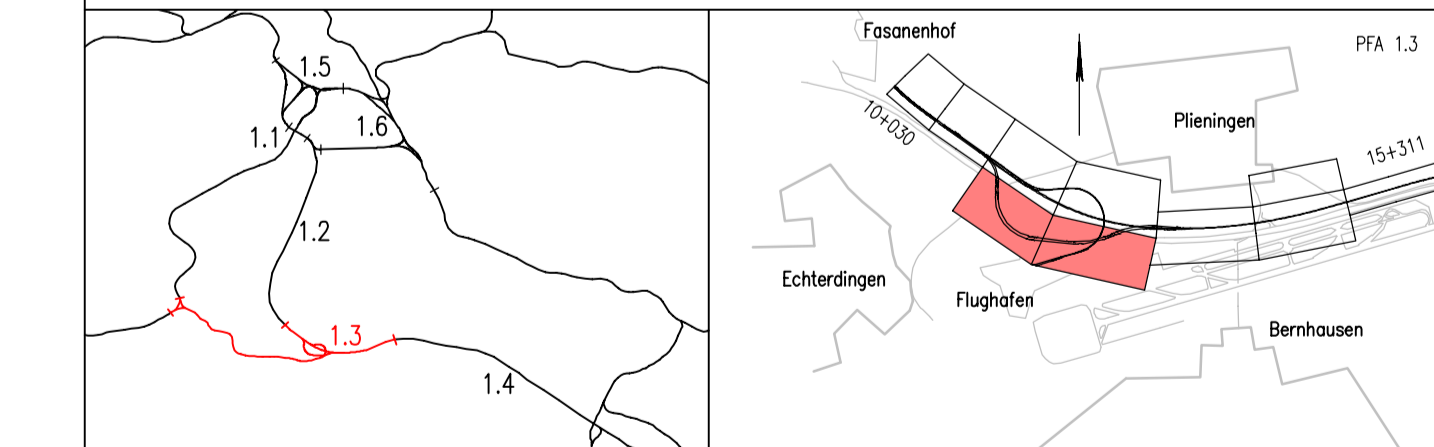 1.5
1.1
1.6
1.2
1.3
1.4
Fasanenhof
PFA 1.3
10+030
Plieningen
15+311
Echterdingen
Flughafen
Bernhausen